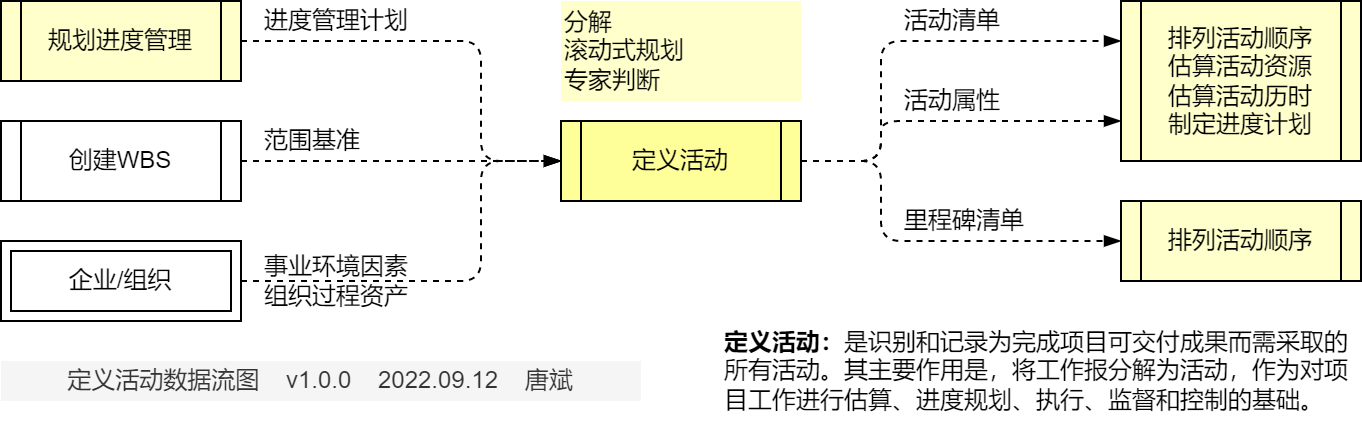 规划进度管理
进度管理计划
创建WBS
范围基准
企业/组织
事业环境因素
组织过程资产
分解
滚动式规划
专家判断
定义活动
活动清单
活动属性
里程碑清单
排列活动顺序
估算活动资源
估算活动历时
制定进度计划
排列活动顺序
定义活动数据流图 v1.0.0 2022.09.12 唐斌
定义活动：是识别和记录为完成项目可交付成果而需采取的
所有活动。其主要作用是，将工作报分解为活动，作为对项
目工作进行估算、进度规划、执行、监督和控制的基础。